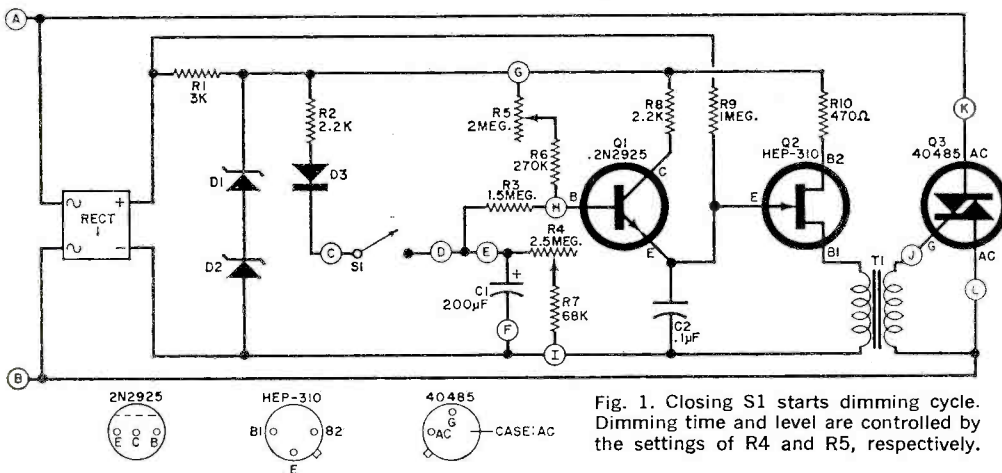 A
R1
3K
D1
D2
RECT
1
+
−
R2
2.2K
D3
C
S1
G
R5
2MEG.
R6
270K
R3
1.5MEG.
H
B
D
E
R4
2.5MEG.
C1
200µF
+
F
R7
68K
I
R8
2.2K
Q1
.2N2925
C
E
C2
.1µF
R9
1MEG.
R10
470Ω
Q2
HEP-310
B2
E
B1
T1
K
Q3
40485
AC
G
J
AC
L
B
2N2925
E C B
HEP-310
B1 B2
E
40485
G
AC
CASE: AC
Fig. 1. Closing S1 starts dimming cycle.
Dimming time and level are controlled by
the settings of R4 and R5, respectively.